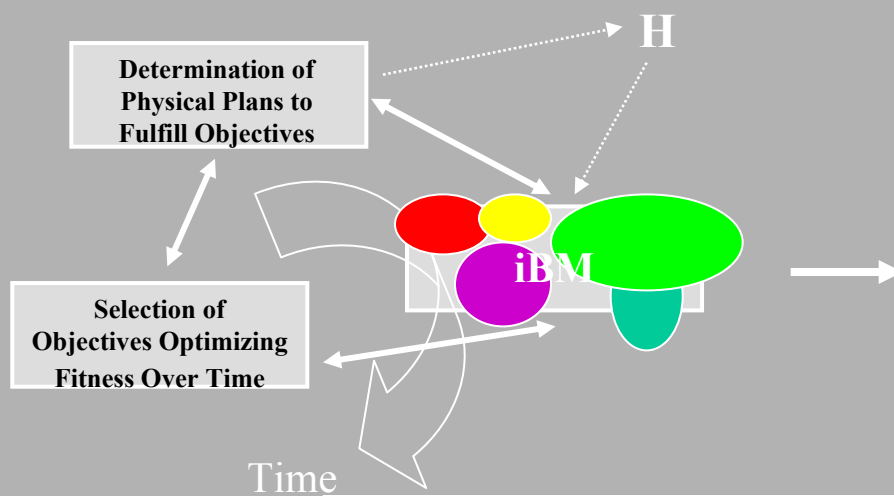 H
Determination of
Physical Plans to
Fulfill Objectives
iBM
Selection of
Objectives Optimizing
Fitness Over Time
Time